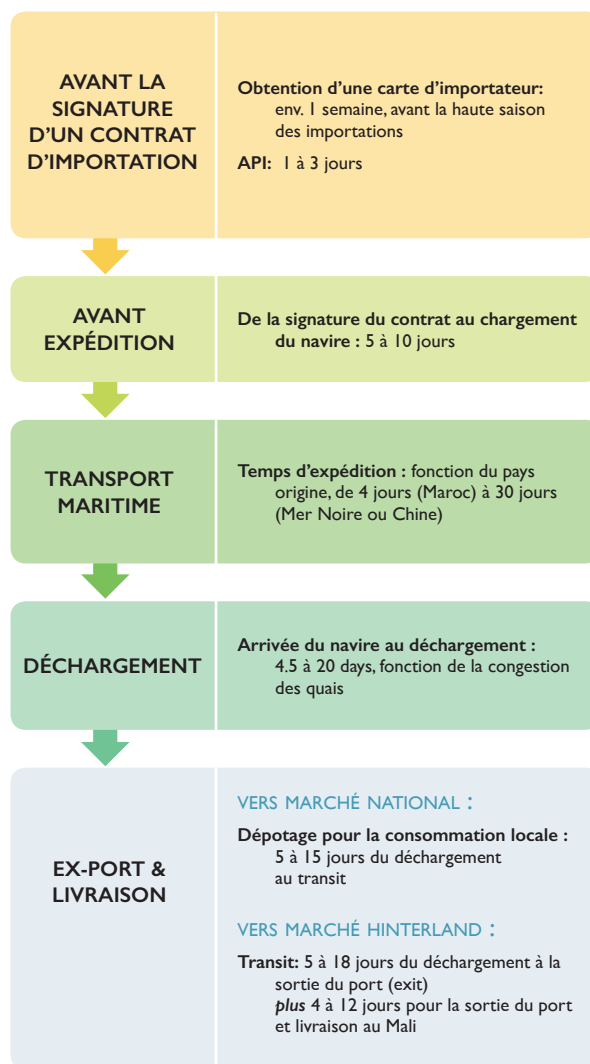 AVANT LA
SIGNATURE
D'UN CONTRAT
D'IMPORTATION
Obtention d'une carte d'importateur:
env. 1 semaine, avant la haute saison
des importations
API: 1 à 3 jours
AVANT
EXPÉDITION
De la signature du contrat au chargement
du navire : 5 à 10 jours
TRANSPORT
MARITIME
Temps d'expédition : fonction du pays
origine, de 4 jours (Maroc) à 30 jours
(Mer Noire ou Chine)
DÉCHARGEMENT
Arrivée du navire au déchargement :
4.5 à 20 days, fonction de la congestion
des quais
EX-PORT &
LIVRAISON
VERS MARCHÉ NATIONAL :
Dépotage pour la consommation locale :
5 à 15 jours du déchargement
au transit
VERS MARCHÉ HINTERLAND :
Transit: 5 à 18 jours du déchargement à la
sortie du port (exit)
plus 4 à 12 jours pour la sortie du port
et livraison au Mali